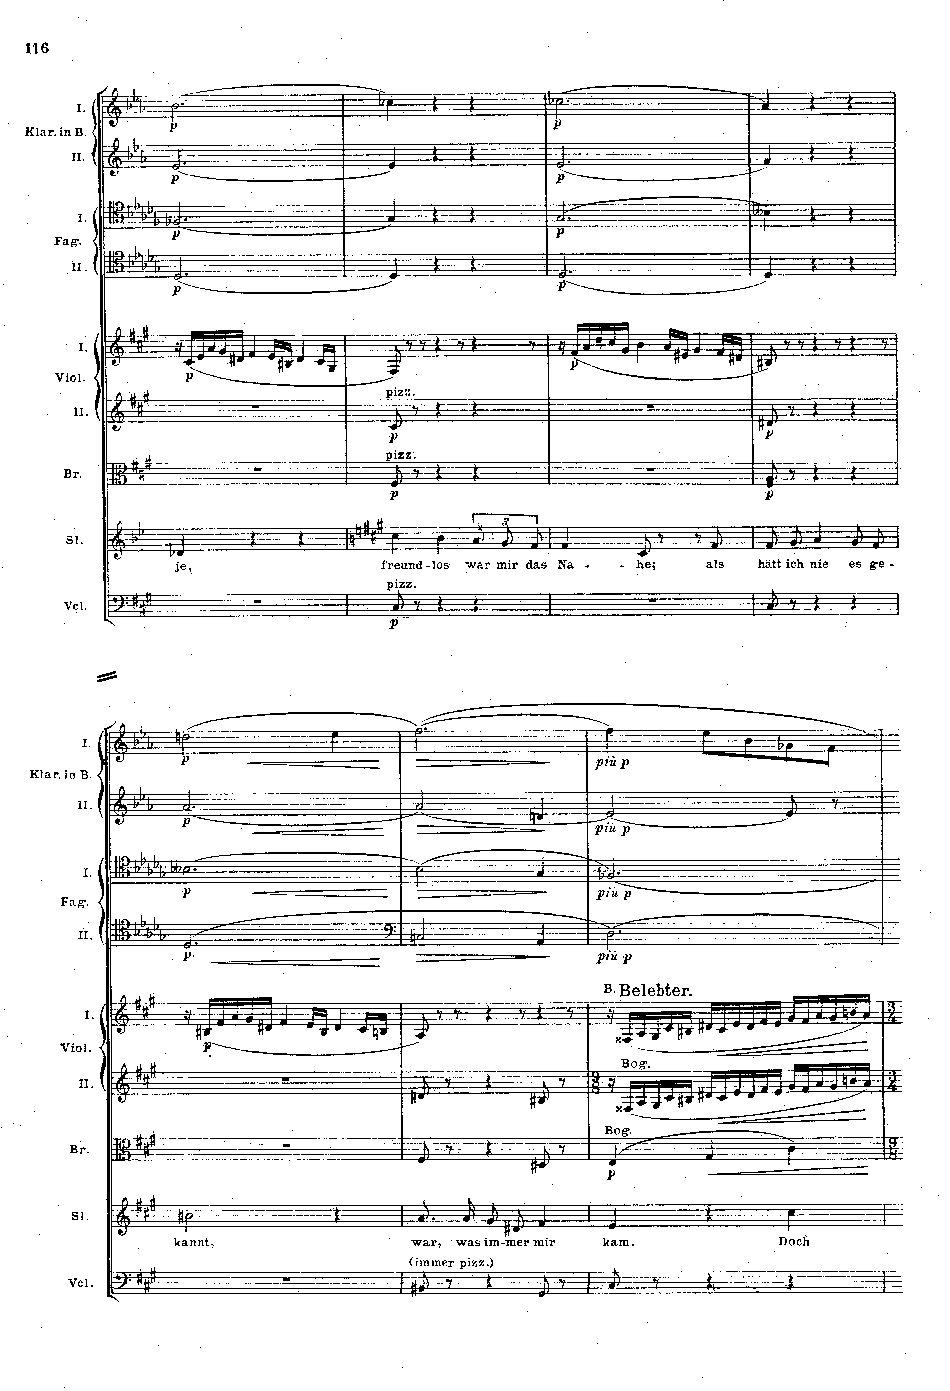 116
I.
Klar. in B.
p
p
II.
p
p
I.
p
p
Fag.
II.
p
p
I.
p
p
Viol.
pizz.
II.
p
p
pizz.
Br.
p
p
3
St.
je, freund-los war mir das Na - - he; als hätt ich nie es ge -
pizz.
Vcl.
p
I.
p
più p
Klar. in B.
II.
p
più p
I.
p
più p
Fag.
II.
p
più p
B. Belebter.
I.
p
Viol.
Bog.
II.
Bog.
Br.
p
St.
kannt, war, was im-mer mir kam. Doch
(immer pizz.)
Vcl.